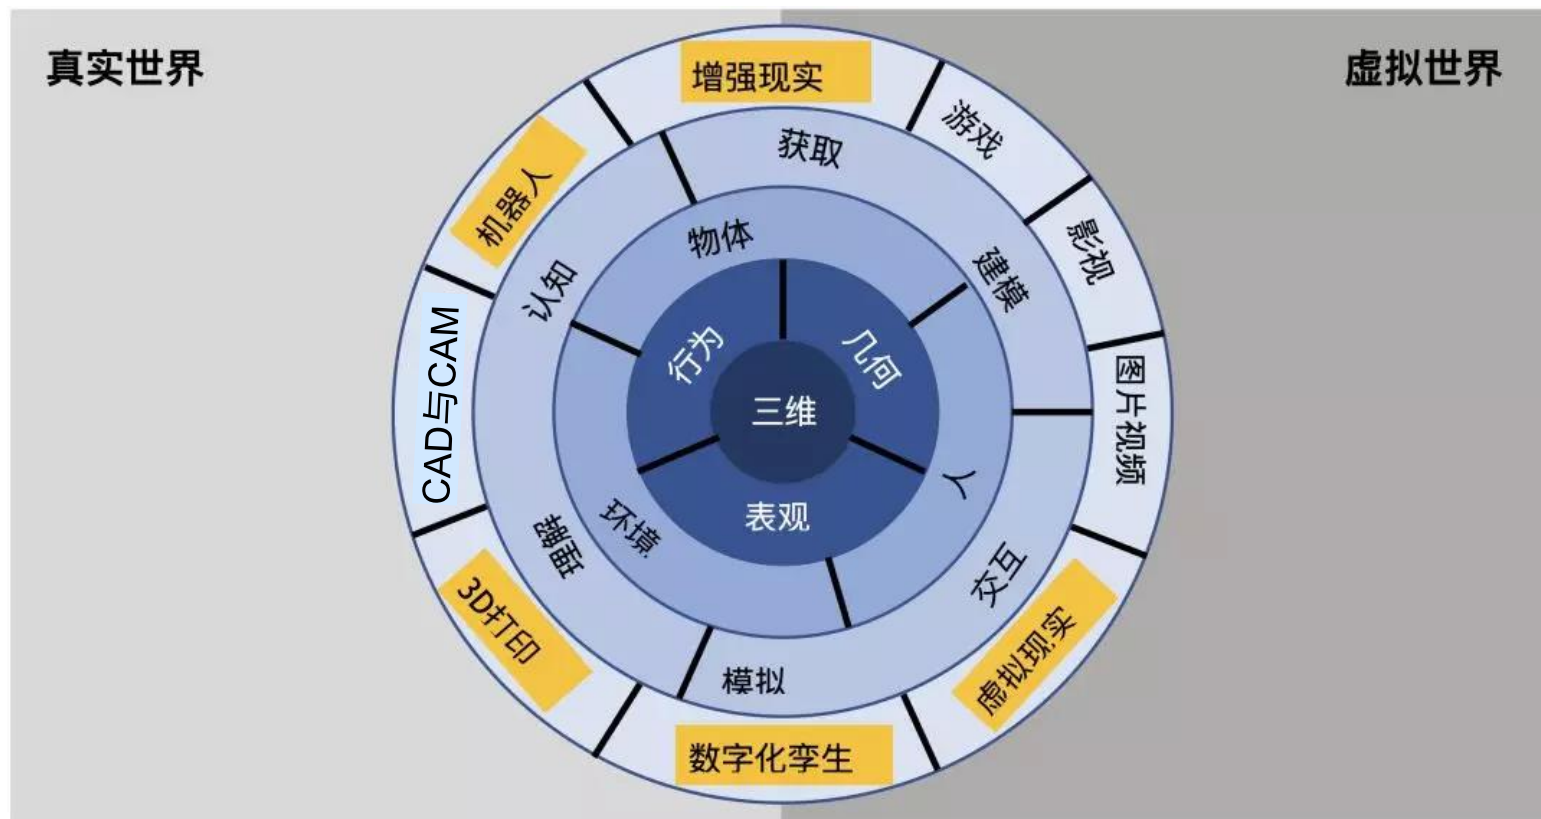 真实世界
虚拟世界
增强现实
游戏
影视
图片视频
虚拟现实
数字化孪生
3D打印
CAD与CAM
机器人
获取
建模
交互
模拟
理解
认知
物体
人
环境
行为
几何
表观
三维